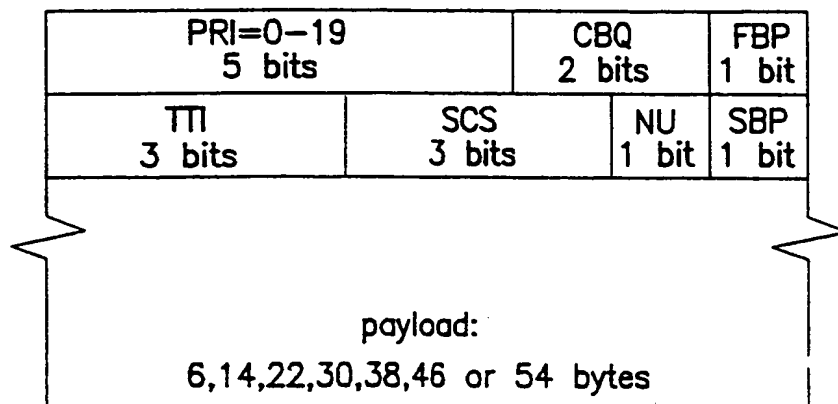 PRI=0-19 CBQ FBP
5 bits 2 bits 1 bit
TTI SCS NU SBP
3 bits 3 bits 1 bit 1 bit
payload:
6,14,22,30,38,46 or 54 bytes